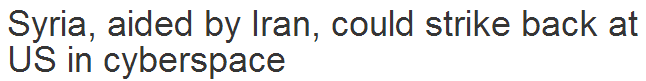 Syria, aided by Iran, could strike back at
US in cyberspace